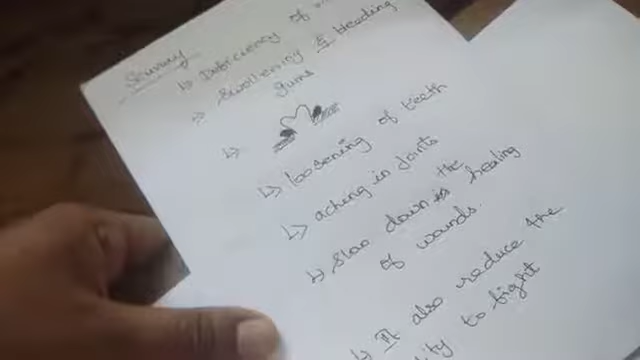 Scurvy
↳ Deficiency of
↳ Swollening & bleeding
gums
↳ loosening of teeth
↳ aching in Joints
↳ Slow down the healing
of wounds.
↳ It also reduce the
to fight